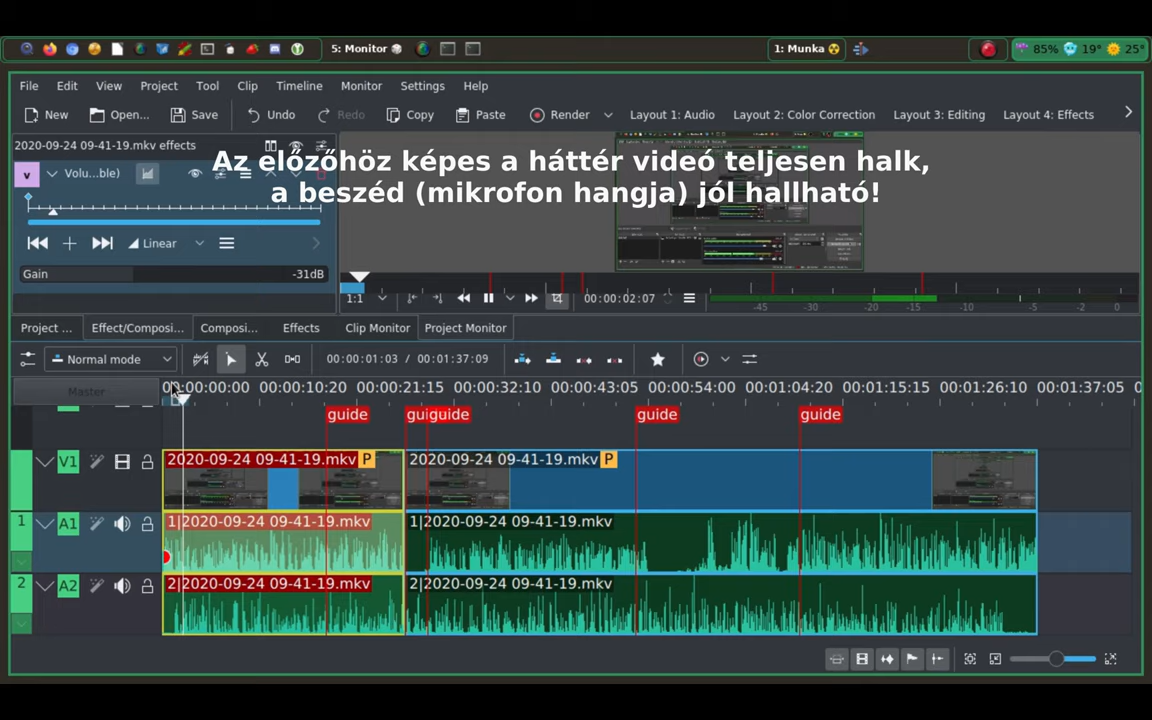 5: Monitor
1: Munka
85% 19° 25°
File Edit View Project Tool Clip Timeline Monitor Settings Help
New Open... Save Undo Redo Copy Paste Render Layout 1: Audio Layout 2: Color Correction Layout 3: Editing Layout 4: Effects
2020-09-24 09-41-19.mkv effects
Az előzőhöz képes a háttér videó teljesen halk,
a beszéd (mikrofon hangja) jól hallható!
v Volu...ble)
Linear
Gain -31dB
1:1 00:00:02:07 -45 -30 -20 -15 -10 -5 -2 0
Project ... Effect/Composi... Composi... Effects Clip Monitor Project Monitor
Normal mode 00:00:01:03 / 00:01:37:09
Master 00:00:00:00 00:00:10:20 00:00:21:15 00:00:32:10 00:00:43:05 00:00:54:00 00:01:04:20 00:01:15:15 00:01:26:10 00:01:37:05 0
guide guide guide guide
V1 2020-09-24 09-41-19.mkv P 2020-09-24 09-41-19.mkv P
1 A1 1|2020-09-24 09-41-19.mkv 1|2020-09-24 09-41-19.mkv
2 A2 2|2020-09-24 09-41-19.mkv 2|2020-09-24 09-41-19.mkv